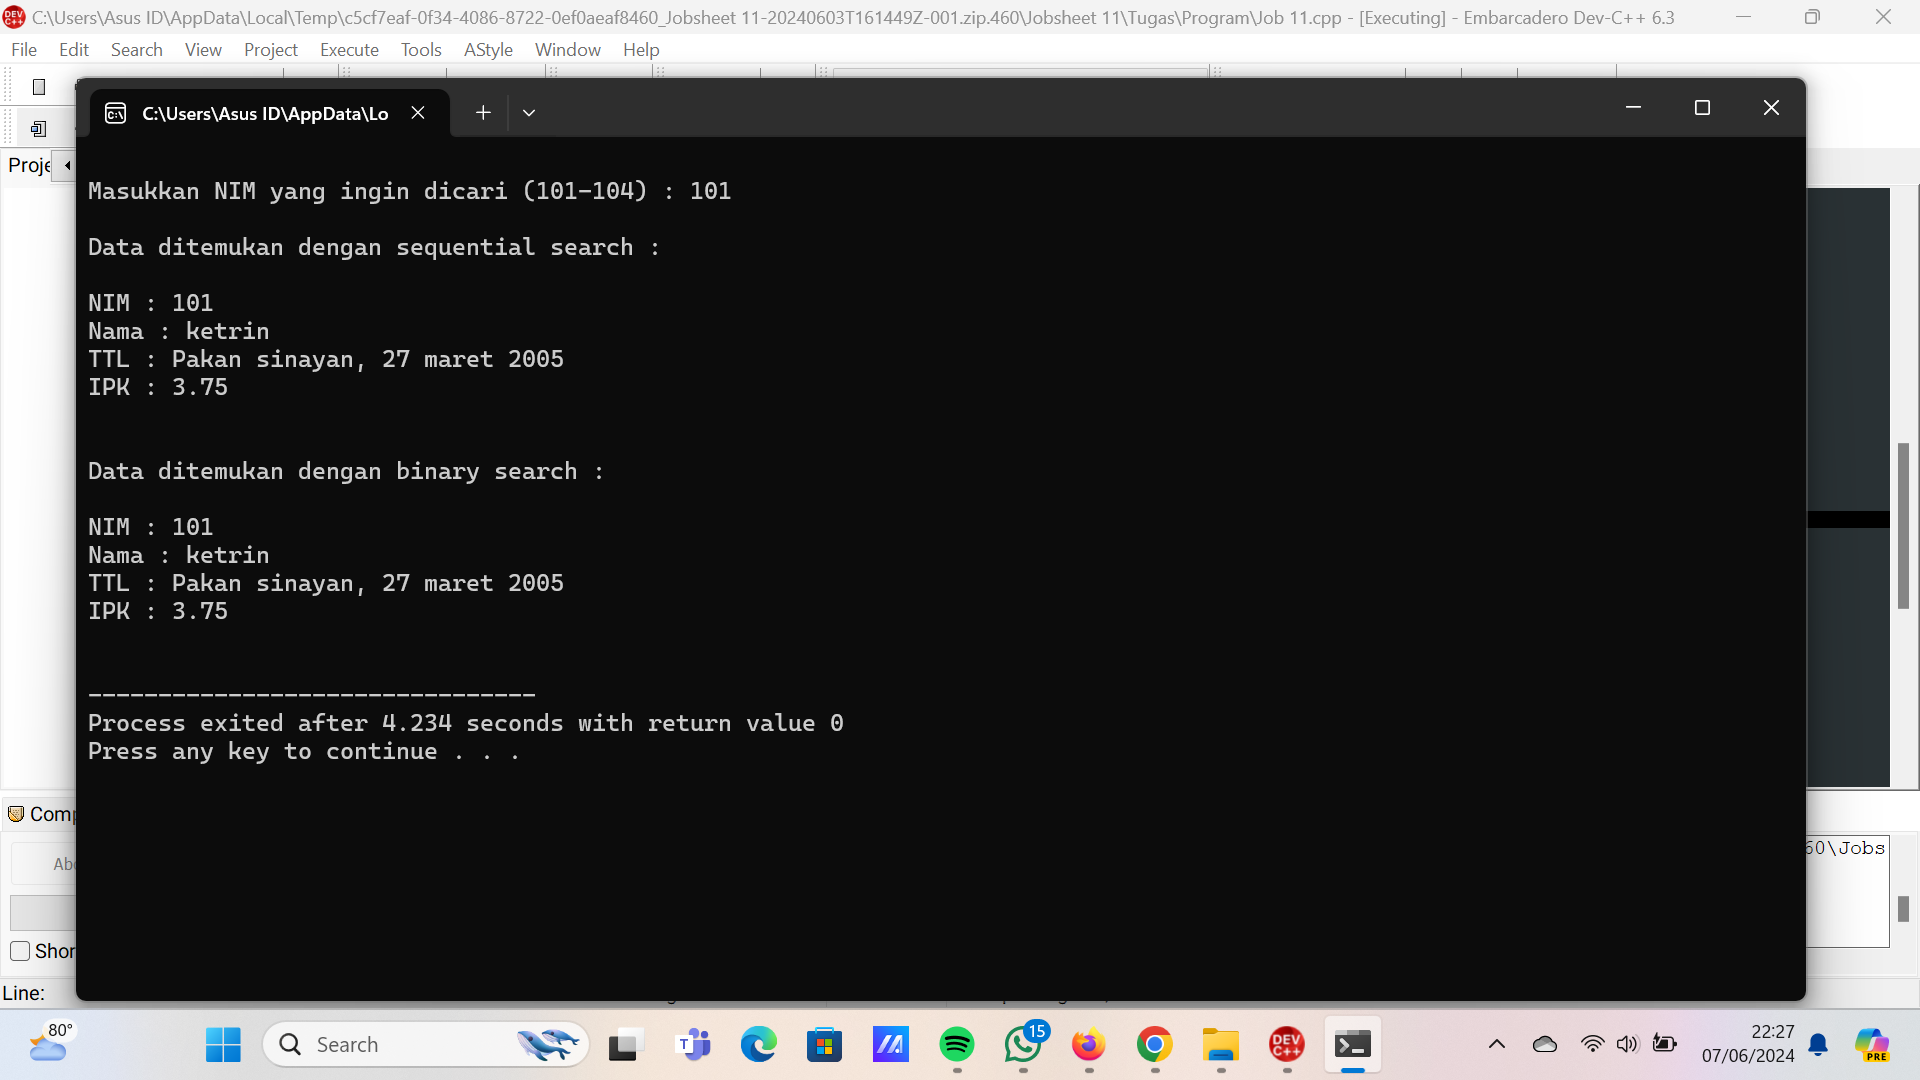 C:\Users\Asus ID\AppData\Local\Temp\c5cf7eaf-0f34-4086-8722-0ef0aeaf8460_Jobsheet 11-20240603T161449Z-001.zip.460\Jobsheet 11\Tugas\Program\Job 11.cpp - [Executing] - Embarcadero Dev-C++ 6.3
File Edit Search View Project Execute Tools AStyle Window Help
C:\Users\Asus ID\AppData\Lo
Proje
Masukkan NIM yang ingin dicari (101-104) : 101
Data ditemukan dengan sequential search :
NIM : 101
Nama : ketrin
TTL : Pakan sinayan, 27 maret 2005
IPK : 3.75
Data ditemukan dengan binary search :
NIM : 101
Nama : ketrin
TTL : Pakan sinayan, 27 maret 2005
IPK : 3.75
--------------------------------
Process exited after 4.234 seconds with return value 0
Press any key to continue . . .
Comp
Abo
60\Jobs
Shor
Line:
80°
Search
15
DEV C++
PRE
22:27
07/06/2024